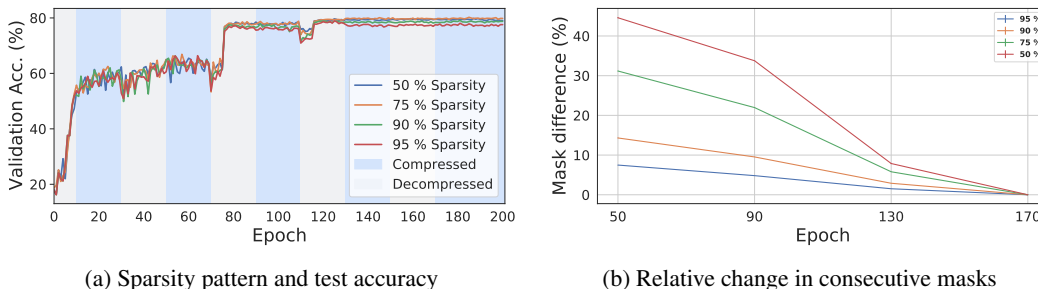 80
60
40
20
Validation Acc. (%)
50 % Sparsity
75 % Sparsity
90 % Sparsity
95 % Sparsity
Compressed
Decompressed
0 20 40 60 80 100 120 140 160 180 200
Epoch
(a) Sparsity pattern and test accuracy
40
30
20
10
0
Mask difference (%)
95 %
90 %
75 %
50 %
50 90 130 170
Epoch
(b) Relative change in consecutive masks